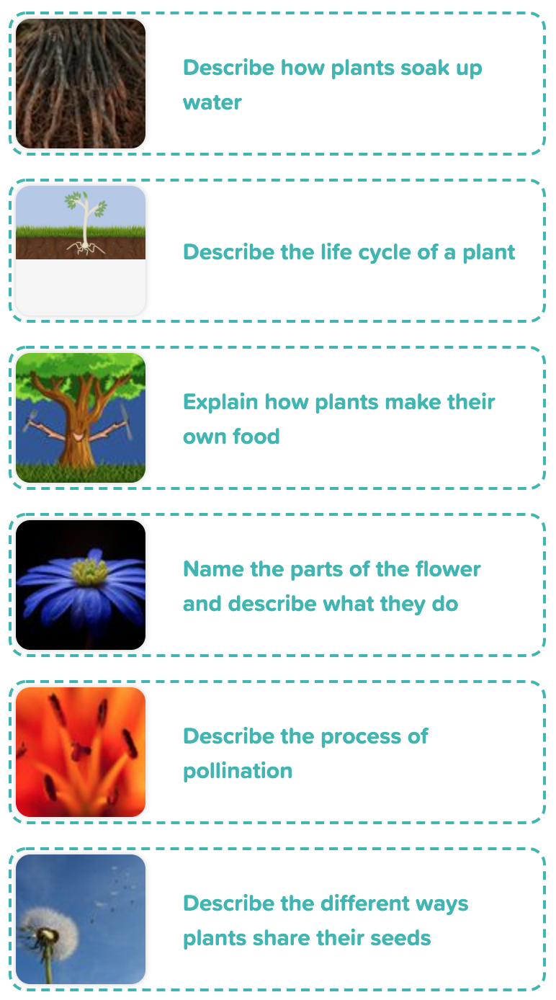 Describe how plants soak up
water
Describe the life cycle of a plant
Explain how plants make their
own food
Name the parts of the flower
and describe what they do
Describe the process of
pollination
Describe the different ways
plants share their seeds